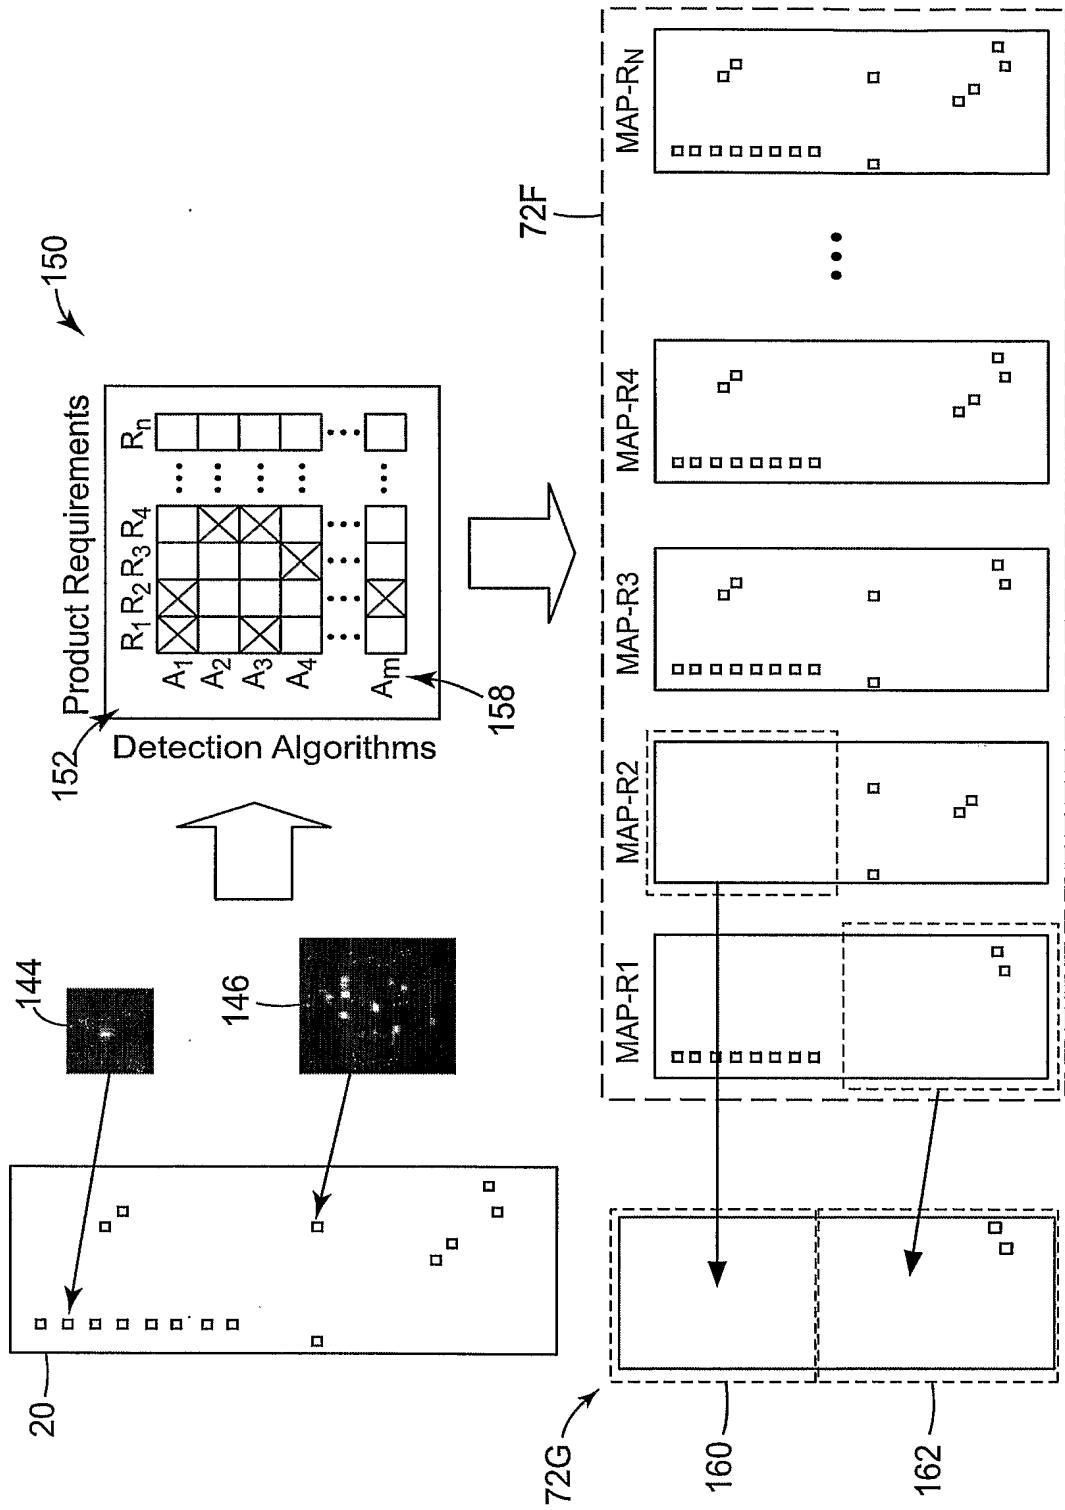 150
Product Requirements
152
R1 R2 R3 R4 Rn
A1
A2
A3
A4
Am
158
Detection Algorithms
144
146
20
72F
MAP-R1
MAP-R2
MAP-R3
MAP-R4
MAP-RN
72G
160
162